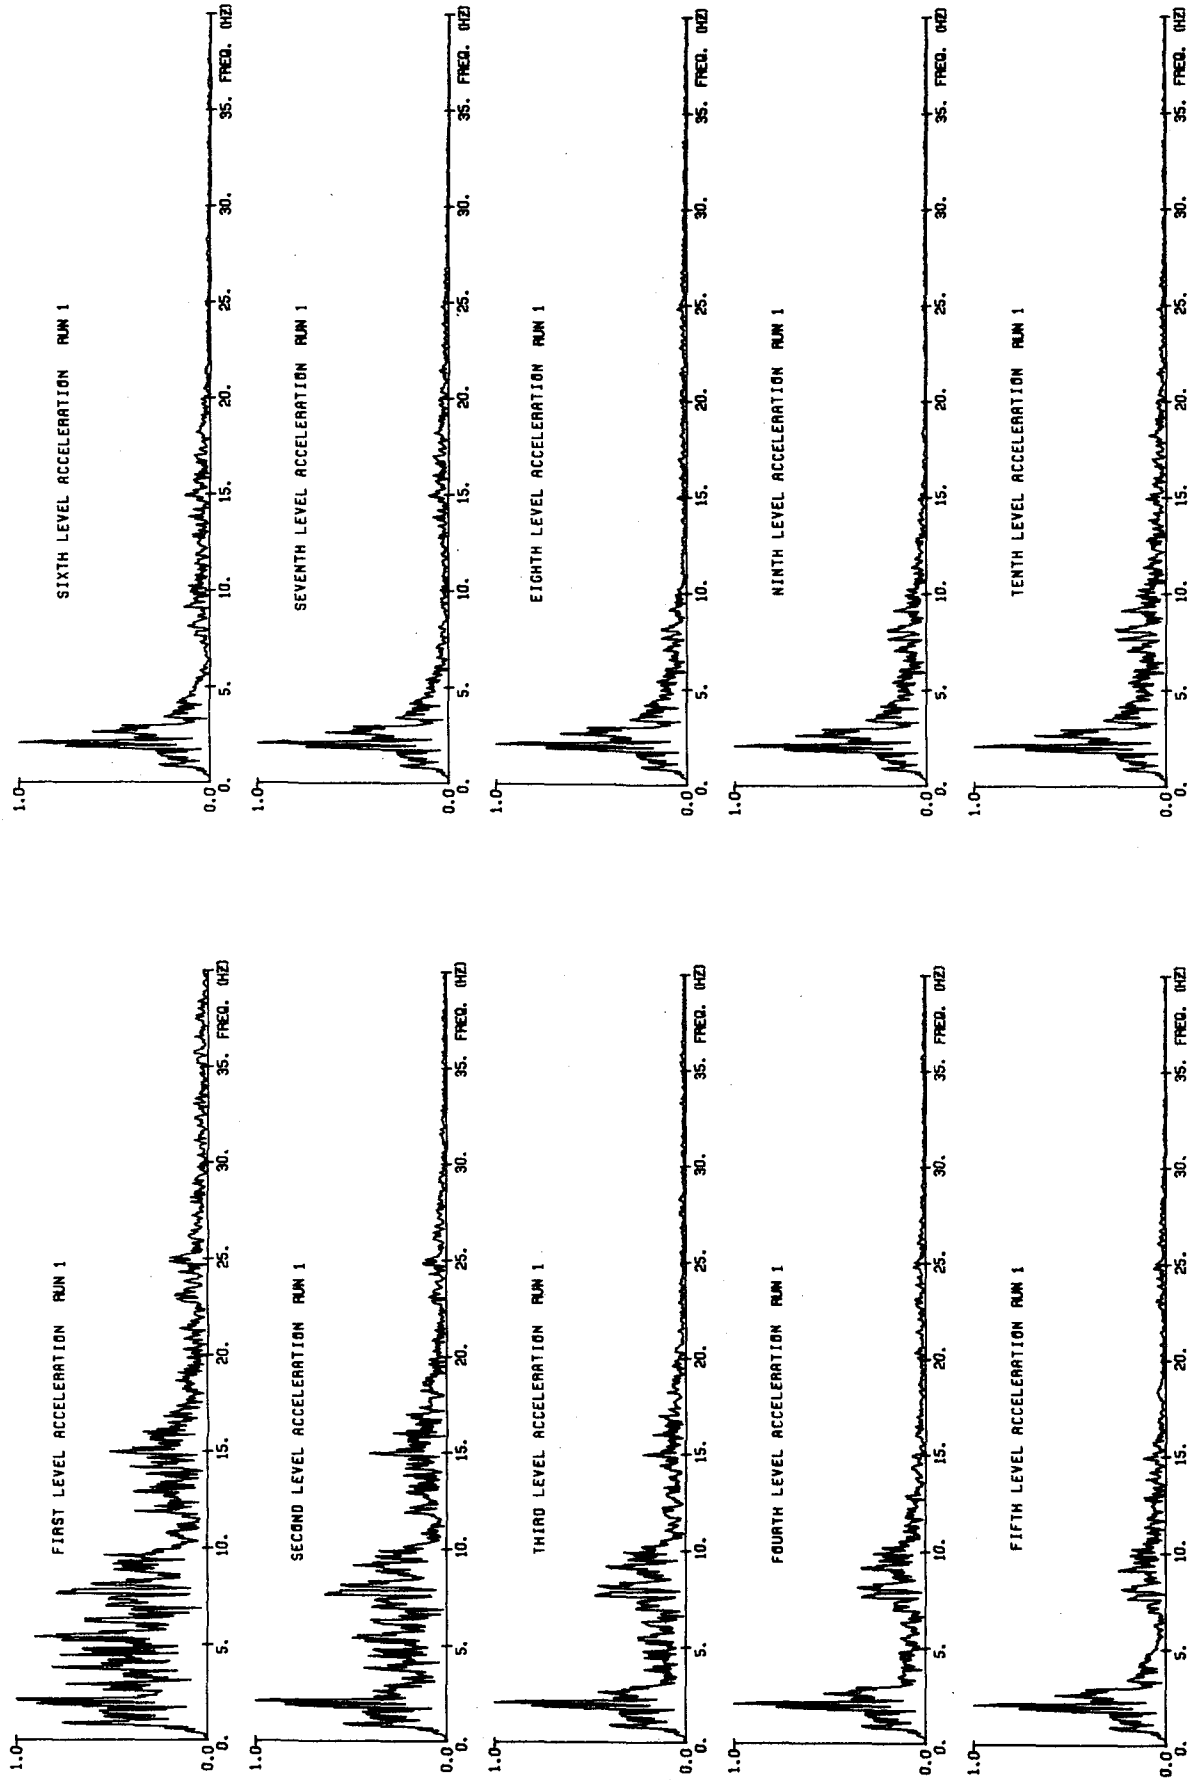 FIRST LEVEL ACCELERATION RUN 1
1.0
0.0
0. 5. 10. 15. 20. 25. 30. 35. FREQ. (HZ)
SECOND LEVEL ACCELERATION RUN 1
1.0
0.0
0. 5. 10. 15. 20. 25. 30. 35. FREQ. (HZ)
THIRD LEVEL ACCELERATION RUN 1
1.0
0.0
0. 5. 10. 15. 20. 25. 30. 35. FREQ. (HZ)
FOURTH LEVEL ACCELERATION RUN 1
1.0
0.0
0. 5. 10. 15. 20. 25. 30. 35. FREQ. (HZ)
FIFTH LEVEL ACCELERATION RUN 1
1.0
0.0
0. 5. 10. 15. 20. 25. 30. 35. FREQ. (HZ)
SIXTH LEVEL ACCELERATION RUN 1
1.0
0.0
0. 5. 10. 15. 20. 25. 30. 35. FREQ. (HZ)
SEVENTH LEVEL ACCELERATION RUN 1
1.0
0.0
0. 5. 10. 15. 20. 25. 30. 35. FREQ. (HZ)
EIGHTH LEVEL ACCELERATION RUN 1
1.0
0.0
0. 5. 10. 15. 20. 25. 30. 35. FREQ. (HZ)
NINTH LEVEL ACCELERATION RUN 1
1.0
0.0
0. 5. 10. 15. 20. 25. 30. 35. FREQ. (HZ)
TENTH LEVEL ACCELERATION RUN 1
1.0
0.0
0. 5. 10. 15. 20. 25. 30. 35. FREQ. (HZ)